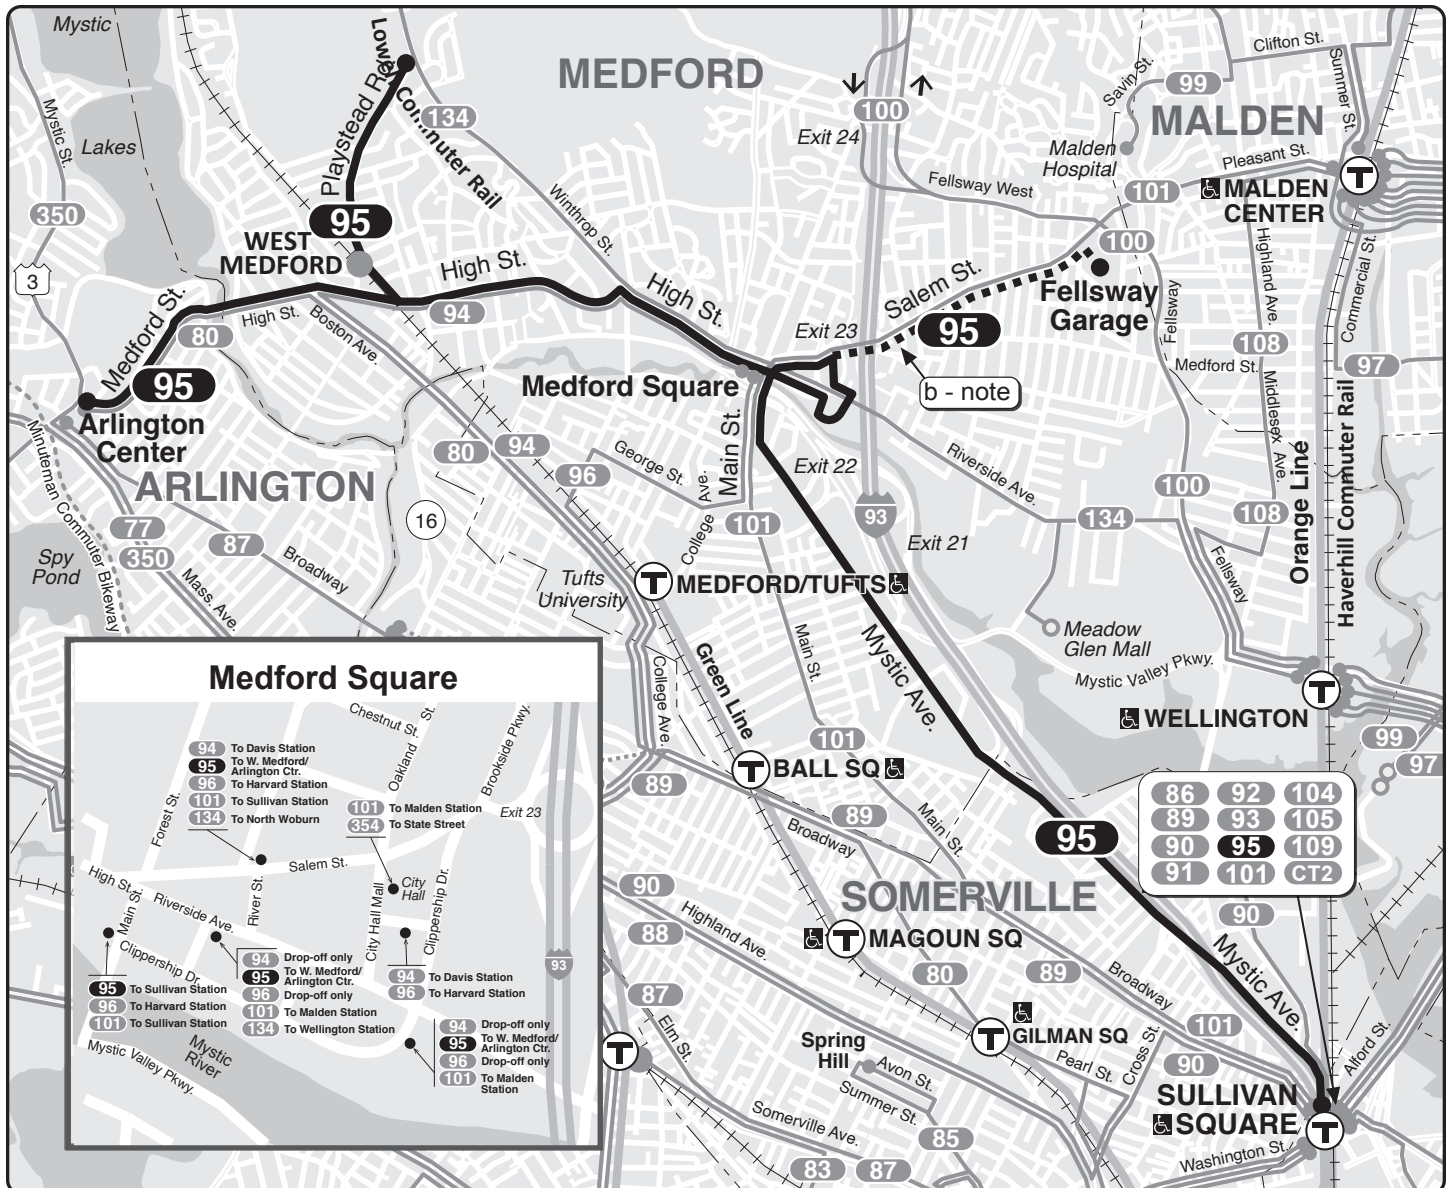 Mystic
Lakes
Mystic St.
350
3
Lower
Playstead Rd.
Commuter Rail
134
95
WEST
MEDFORD
MEDFORD
Winthrop St.
High St.
High St.
94
Medford St.
80
High St.
Boston Ave.
95
Arlington
Center
ARLINGTON
Minuteman Commuter Bikeway
77
350
87
Broadway
Mass. Ave.
Spy
Pond
16
80
94
96
George St.
College Ave.
Main St.
101
Medford Square
Exit 24
100
Fellsway West
Savin St.
99
Clifton St.
Summer St.
MALDEN
Malden
Hospital
Pleasant St.
101
MALDEN
CENTER
T
100
Salem St.
Exit 23
95
b - note
Fellsway
Garage
Fellsway
Highland Ave.
Commercial St.
108
Medford St.
97
Middlesex Ave.
108
100
Orange Line
Haverhill Commuter Rail
Exit 22
93
Exit 21
Riverside Ave.
134
Fellsway
Meadow
Glen Mall
Mystic Valley Pkwy.
T
WELLINGTON
99
97
Tufts
University
T
MEDFORD/TUFTS
Green Line
College Ave.
Main St.
Mystic Ave.
101
T
BALL SQ
89
89
Broadway
Main St.
95
86 92 104
89 93 105
90 95 109
91 101 CT2
90
SOMERVILLE
90
88
Highland Ave.
T
MAGOUN SQ
80
89
Broadway
Mystic Ave.
101
87
Elm St.
T
T
GILMAN SQ
Spring
Hill
Avon St.
Summer St.
Pearl St.
Cross St.
90
Alford St.
SULLIVAN
SQUARE
T
Somerville Ave.
85
83
87
Washington St.
Medford Square
Chestnut St.
Oakland St.
Brookside Pkwy.
Exit 23
Forest St.
94 To Davis Station
95 To W. Medford/
Arlington Ctr.
96 To Harvard Station
101 To Sullivan Station
134 To North Woburn
101 To Malden Station
354 To State Street
Salem St.
High St.
Main St.
Riverside Ave.
River St.
City Hall Mall
City
Hall
Clippership Dr.
Clippership Dr.
93
95 To Sullivan Station
96 To Harvard Station
101 To Sullivan Station
94 Drop-off only
95 To W. Medford/
Arlington Ctr.
96 Drop-off only
101 To Malden Station
134 To Wellington Station
94 To Davis Station
96 To Harvard Station
94 Drop-off only
95 To W. Medford/
Arlington Ctr.
96 Drop-off only
101 To Malden
Station
Mystic
River
Mystic Valley Pkwy.